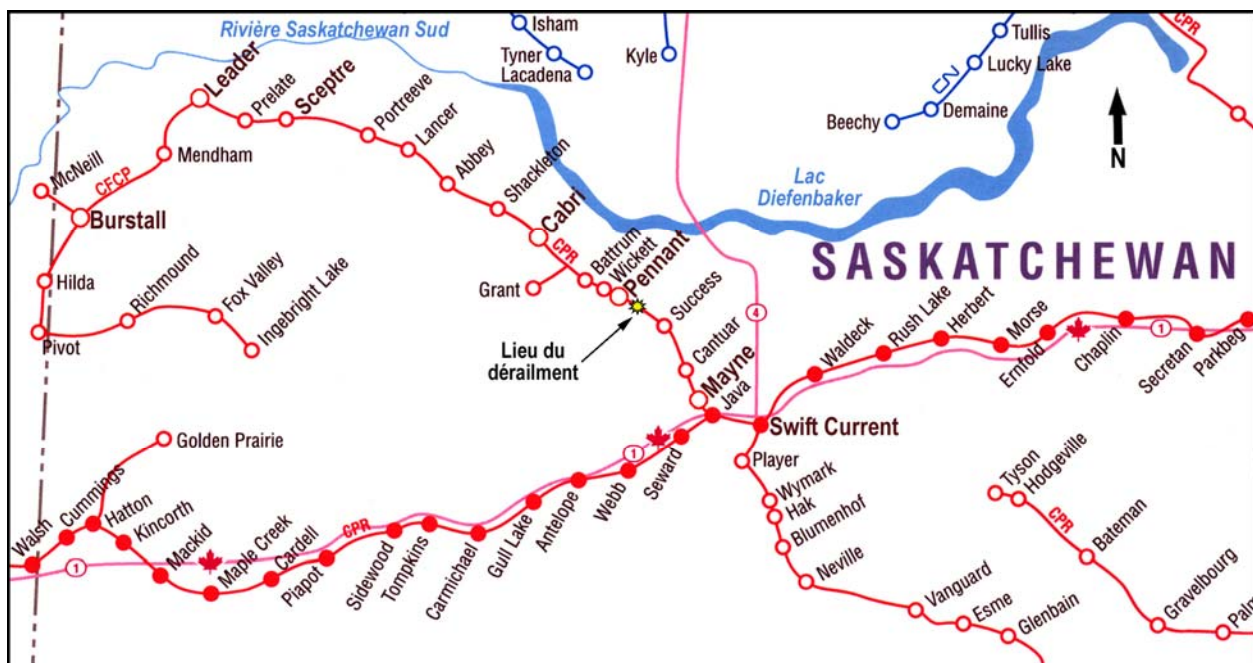 Rivière Saskatchewan Sud
Isham
Tyner
Lacadena
Kyle
CPR
Tullis
Lucky Lake
CN
Demaine
Beechy
N
Leader
Prelate
Sceptre
Portreeve
Lancer
Abbey
Shackleton
Cabri
CPR
Battrum
Wickett
Pennant
Success
Cantuar
Mayne
Java
McNeill
CFCP
Mendham
Burstall
Hilda
Pivot
Richmound
Fox Valley
Ingebright Lake
Grant
Lieu du
dérailment
Lac
Diefenbaker
SASKATCHEWAN
4
Waldeck
Rush Lake
Herbert
Morse
Ernfold
1
Chaplin
Secretan
Parkbeg
Swift Current
Golden Prairie
Walsh
Cummings
Hatton
Kincorth
Mackid
Maple Creek
Cardell
Piapot
CPR
Sidewood
Tompkins
Carmichael
Gull Lake
Antelope
Webb
Seward
1
1
Player
Wymark
Hak
Blumenhof
Neville
Vanguard
Esme
Glenbain
Tyson
Hodgeville
CPR
Bateman
Gravelbourg
Palm